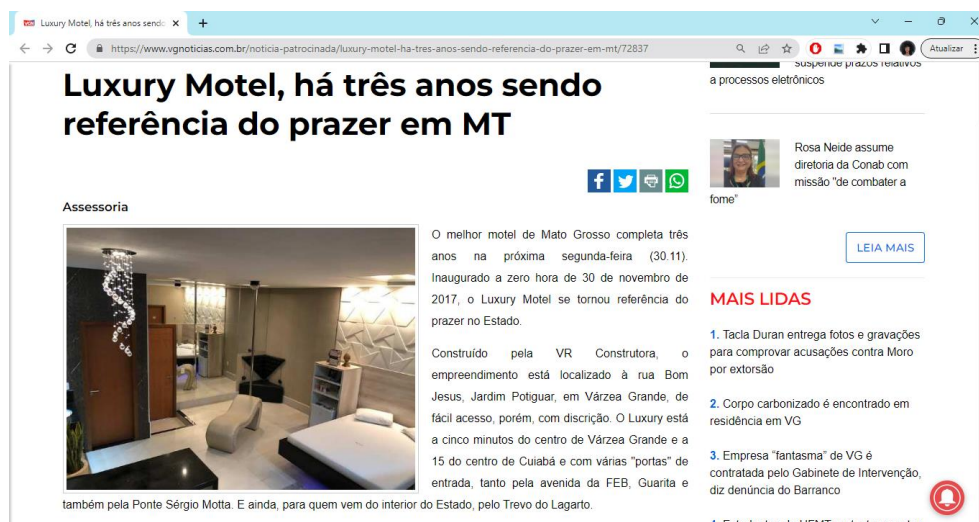 Luxury Motel, há três anos sendo
https://www.vgnoticias.com.br/noticia-patrocinada/luxury-motel-ha-tres-anos-sendo-referencia-do-prazer-em-mt/72837
Atualizar
Luxury Motel, há três anos sendo
referência do prazer em MT
Assessoria
O melhor motel de Mato Grosso completa três
anos na próxima segunda-feira (30.11).
Inaugurado a zero hora de 30 de novembro de
2017, o Luxury Motel se tornou referência do
prazer no Estado.
Construído pela VR Construtora, o
empreendimento está localizado à rua Bom
Jesus, Jardim Potiguar, em Várzea Grande, de
fácil acesso, porém, com discrição. O Luxury está
a cinco minutos do centro de Várzea Grande e a
15 do centro de Cuiabá e com várias "portas" de
entrada, tanto pela avenida da FEB, Guarita e
também pela Ponte Sérgio Motta. E ainda, para quem vem do interior do Estado, pelo Trevo do Lagarto.
suspende prazos relativos
a processos eletrônicos
Rosa Neide assume
diretoria da Conab com
missão "de combater a
fome"
LEIA MAIS
MAIS LIDAS
1. Tacla Duran entrega fotos e gravações
para comprovar acusações contra Moro
por extorsão
2. Corpo carbonizado é encontrado em
residência em VG
3. Empresa "fantasma" de VG é
contratada pelo Gabinete de Intervenção,
diz denúncia do Barranco